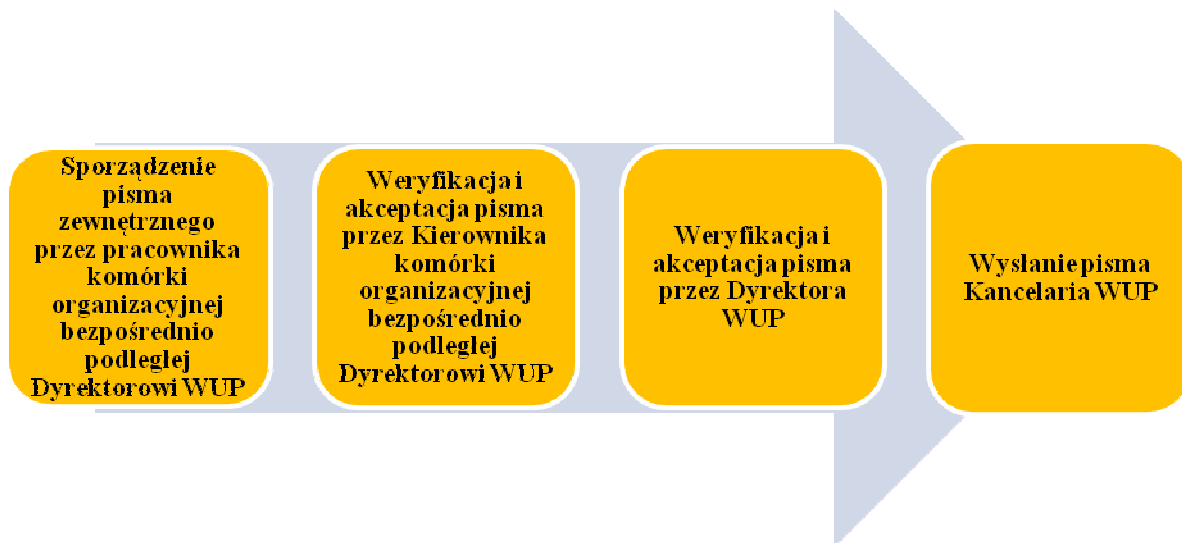 Sporządzenie
pisma
zewnętrznego
przez pracownika
komórki
organizacyjnej
bezpośrednio
podległej
Dyrektorowi WUP
Weryfikacja i
akceptacja pisma
przez Kierownika
komórki
organizacyjnej
bezpośrednio
podległej
Dyrektorowi WUP
Weryfikacja i
akceptacja pisma
przez Dyrektora
WUP
Wysłanie pisma
Kancelaria WUP